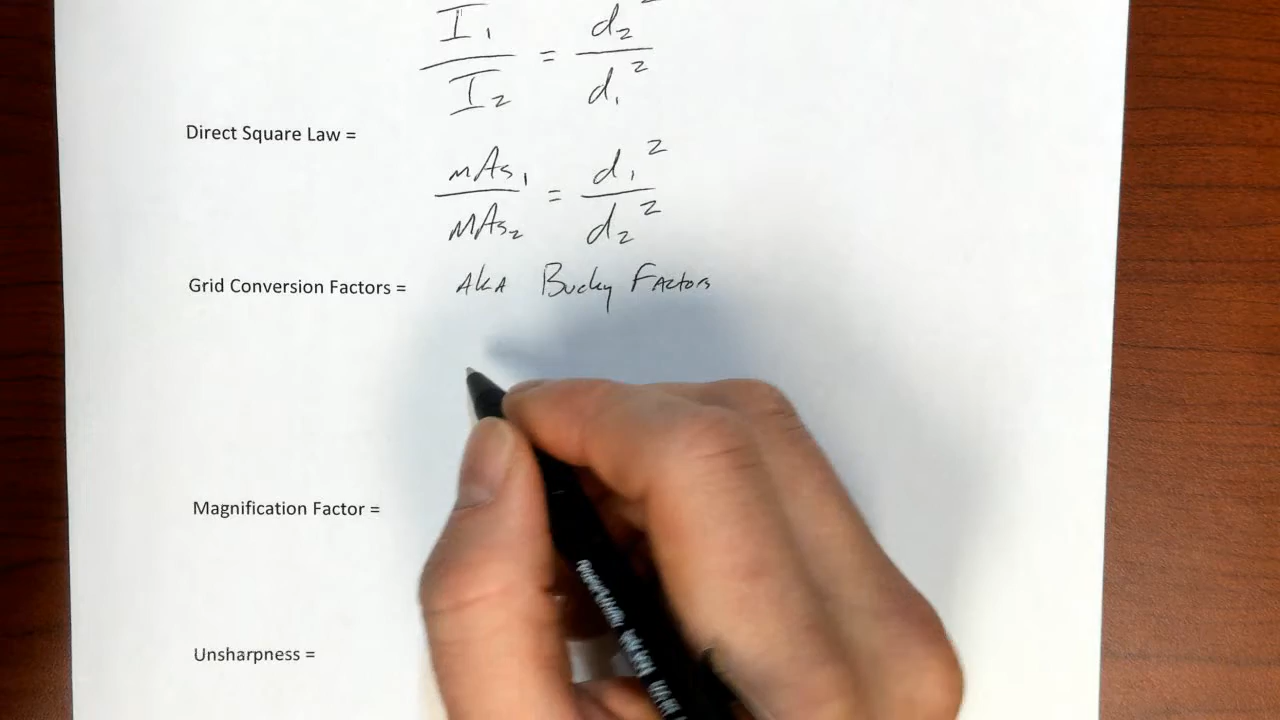 I₁ / I₂ = d₂² / d₁²
Direct Square Law =
mAs₁ / mAs₂ = d₁² / d₂²
Grid Conversion Factors = AKA Bucky Factors
Magnification Factor =
Unsharpness =